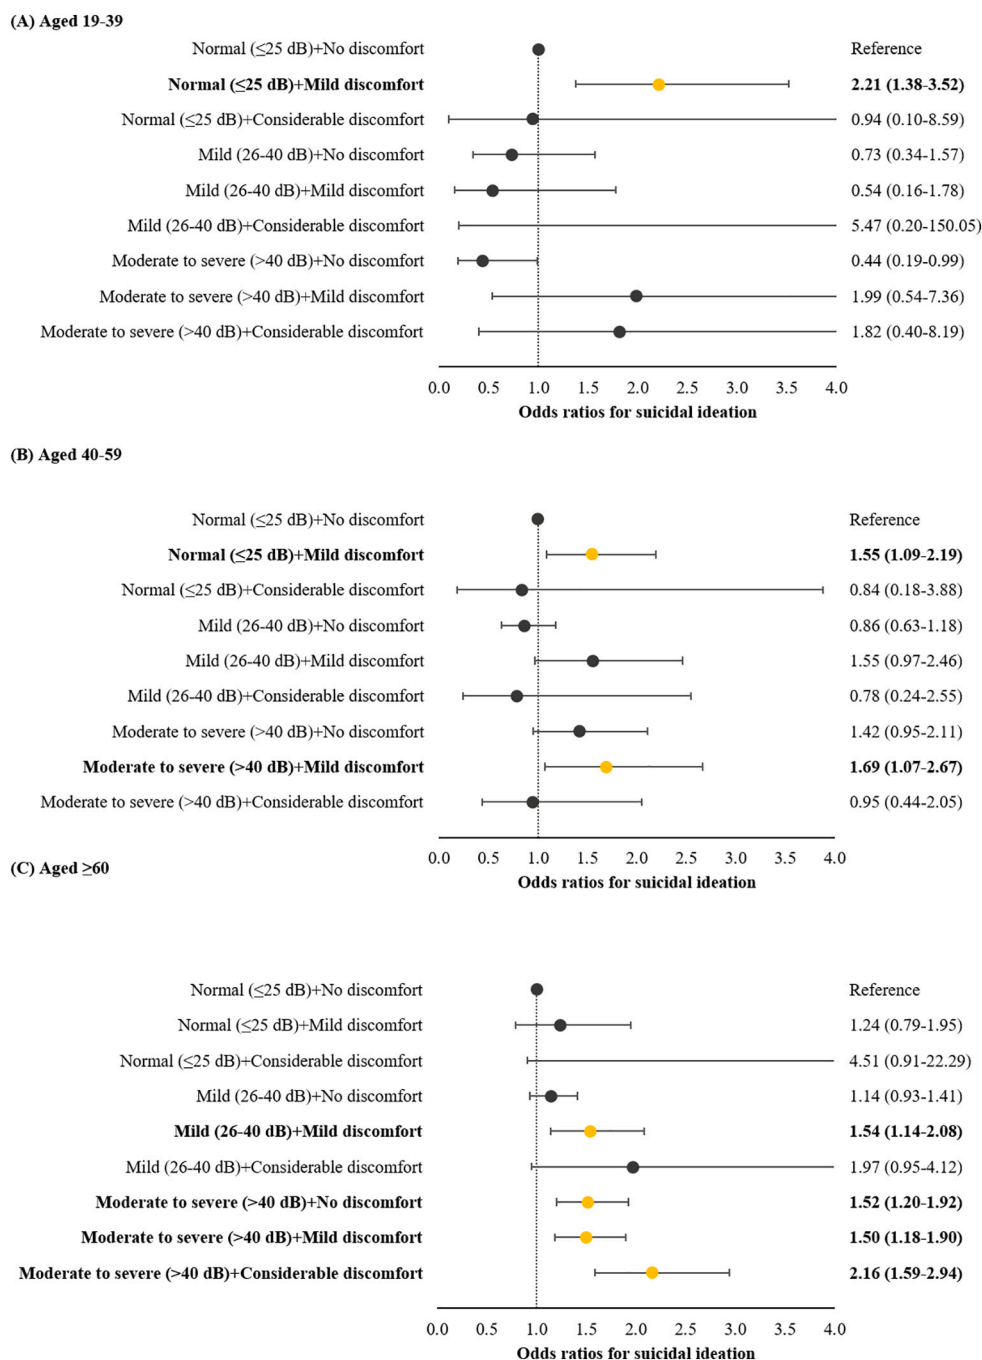 (A) Aged 19-39
Normal (≤25 dB)+No discomfort Reference
Normal (≤25 dB)+Mild discomfort 2.21 (1.38-3.52)
Normal (≤25 dB)+Considerable discomfort 0.94 (0.10-8.59)
Mild (26-40 dB)+No discomfort 0.73 (0.34-1.57)
Mild (26-40 dB)+Mild discomfort 0.54 (0.16-1.78)
Mild (26-40 dB)+Considerable discomfort 5.47 (0.20-150.05)
Moderate to severe (>40 dB)+No discomfort 0.44 (0.19-0.99)
Moderate to severe (>40 dB)+Mild discomfort 1.99 (0.54-7.36)
Moderate to severe (>40 dB)+Considerable discomfort 1.82 (0.40-8.19)
0.0 0.5 1.0 1.5 2.0 2.5 3.0 3.5 4.0
Odds ratios for suicidal ideation
(B) Aged 40-59
Normal (≤25 dB)+No discomfort Reference
Normal (≤25 dB)+Mild discomfort 1.55 (1.09-2.19)
Normal (≤25 dB)+Considerable discomfort 0.84 (0.18-3.88)
Mild (26-40 dB)+No discomfort 0.86 (0.63-1.18)
Mild (26-40 dB)+Mild discomfort 1.55 (0.97-2.46)
Mild (26-40 dB)+Considerable discomfort 0.78 (0.24-2.55)
Moderate to severe (>40 dB)+No discomfort 1.42 (0.95-2.11)
Moderate to severe (>40 dB)+Mild discomfort 1.69 (1.07-2.67)
Moderate to severe (>40 dB)+Considerable discomfort 0.95 (0.44-2.05)
0.0 0.5 1.0 1.5 2.0 2.5 3.0 3.5 4.0
Odds ratios for suicidal ideation
(C) Aged ≥60
Normal (≤25 dB)+No discomfort Reference
Normal (≤25 dB)+Mild discomfort 1.24 (0.79-1.95)
Normal (≤25 dB)+Considerable discomfort 4.51 (0.91-22.29)
Mild (26-40 dB)+No discomfort 1.14 (0.93-1.41)
Mild (26-40 dB)+Mild discomfort 1.54 (1.14-2.08)
Mild (26-40 dB)+Considerable discomfort 1.97 (0.95-4.12)
Moderate to severe (>40 dB)+No discomfort 1.52 (1.20-1.92)
Moderate to severe (>40 dB)+Mild discomfort 1.50 (1.18-1.90)
Moderate to severe (>40 dB)+Considerable discomfort 2.16 (1.59-2.94)
0.0 0.5 1.0 1.5 2.0 2.5 3.0 3.5 4.0
Odds ratios for suicidal ideation